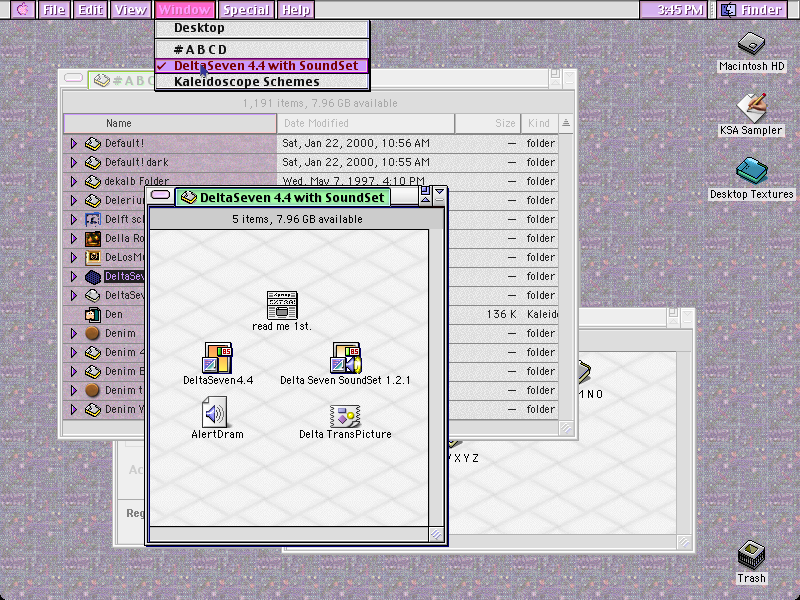 File Edit View Window Special Help 3:45 PM Finder
Desktop
# A B C D
DeltaSeven 4.4 with SoundSet
Kaleidoscope Schemes
Macintosh HD
KSA Sampler
Desktop Textures
Trash
# A B C
1,191 items, 7.96 GB available
Name Date Modified Size Kind
Default! Sat, Jan 22, 2000, 10:56 AM — folder
Default! dark Sat, Jan 22, 2000, 10:55 AM — folder
dekalb Folder Wed, May 7, 1997, 4:10 PM — folder
Delerium — folder
Delft sc — folder
Della Ro — folder
DeLosM — folder
DeltaSev — folder
DeltaSev — folder
Den 136 K Kaleid
Denim — folder
Denim 4 — folder
Denim — folder
Denim t — folder
Denim — folder
DeltaSeven 4.4 with SoundSet
5 items, 7.96 GB available
read me 1st.
DeltaSeven4.4
Delta Seven SoundSet 1.2.1
AlertDram
Delta TransPicture
M N O
X Y Z
Reg